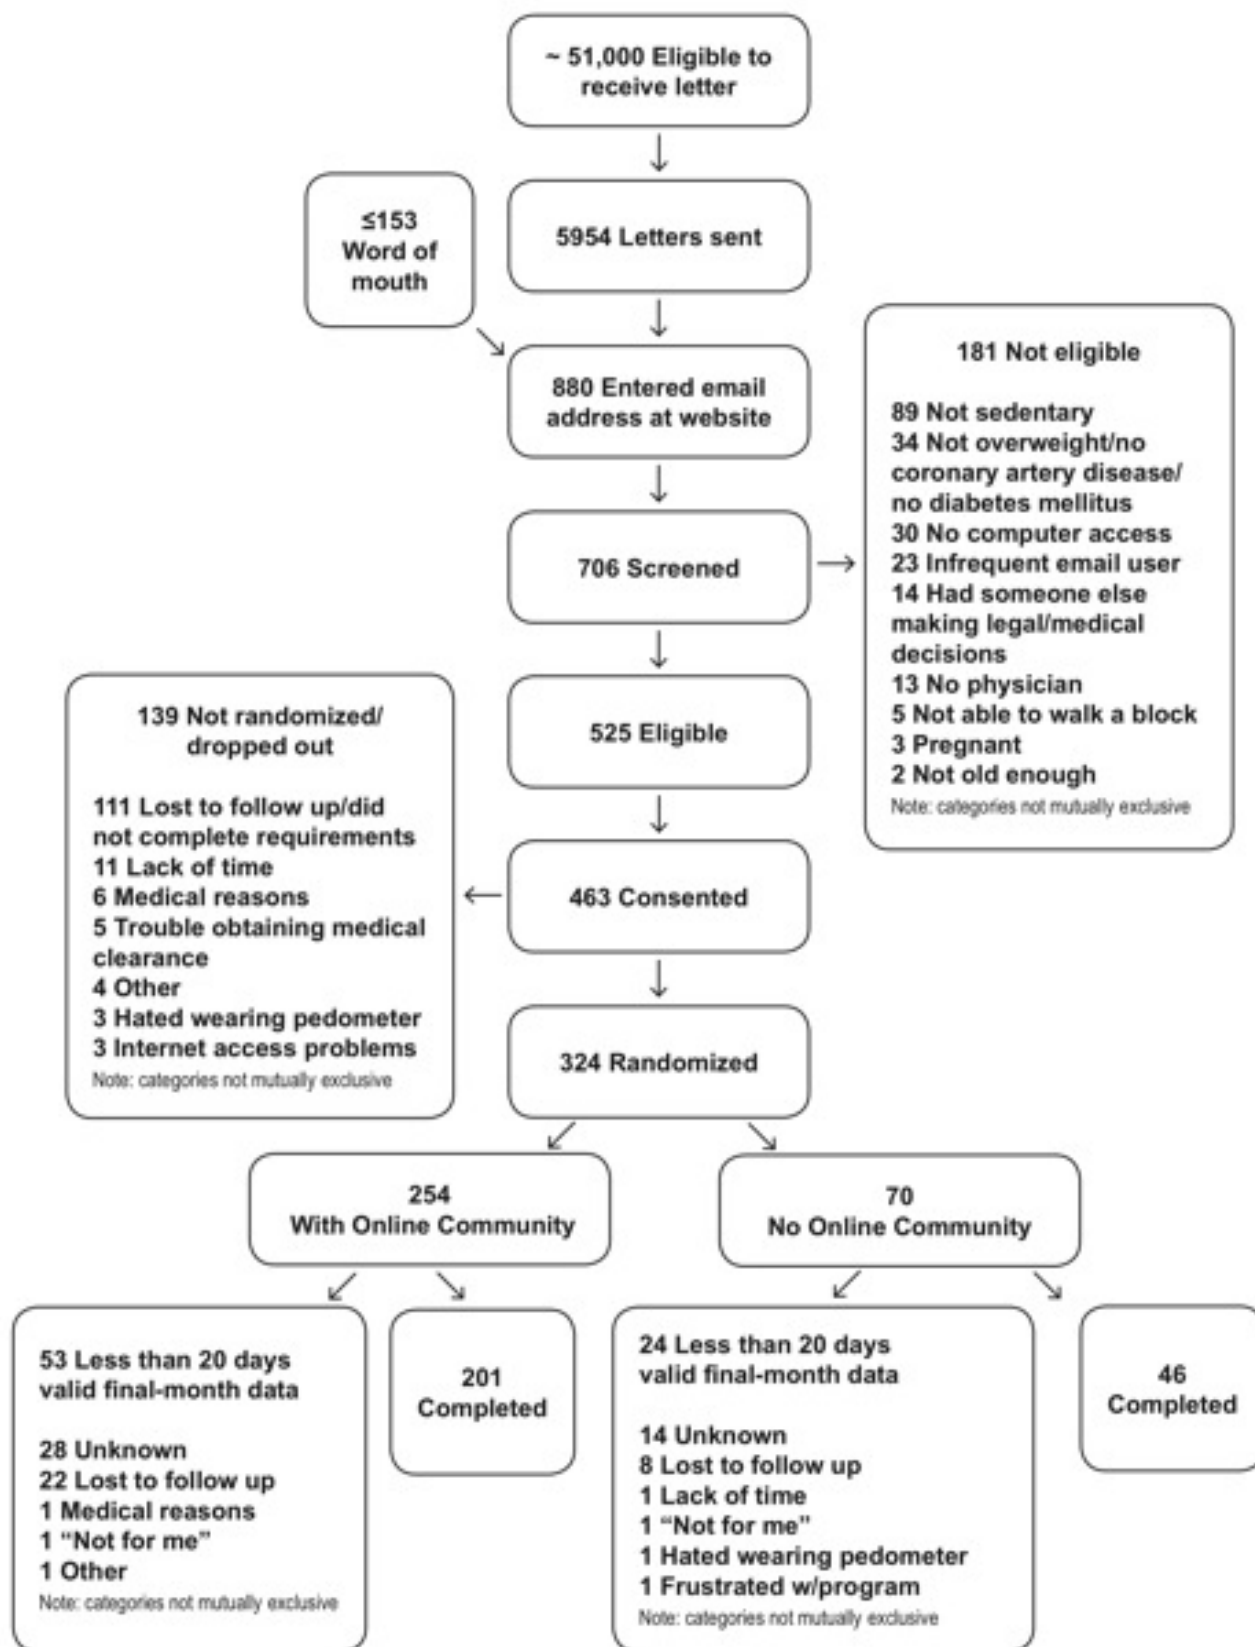 ~ 51,000 Eligible to
receive letter
≤153
Word of
mouth
5954 Letters sent
880 Entered email
address at website
181 Not eligible
89 Not sedentary
34 Not overweight/no
coronary artery disease/
no diabetes mellitus
30 No computer access
23 Infrequent email user
14 Had someone else
making legal/medical
decisions
13 No physician
5 Not able to walk a block
3 Pregnant
2 Not old enough
Note: categories not mutually exclusive
706 Screened
525 Eligible
139 Not randomized/
dropped out
111 Lost to follow up/did
not complete requirements
11 Lack of time
6 Medical reasons
5 Trouble obtaining medical
clearance
4 Other
3 Hated wearing pedometer
3 Internet access problems
Note: categories not mutually exclusive
463 Consented
324 Randomized
254
With Online Community
70
No Online Community
53 Less than 20 days
valid final-month data
28 Unknown
22 Lost to follow up
1 Medical reasons
1 “Not for me”
1 Other
Note: categories not mutually exclusive
201
Completed
24 Less than 20 days
valid final-month data
14 Unknown
8 Lost to follow up
1 Lack of time
1 “Not for me”
1 Hated wearing pedometer
1 Frustrated w/program
Note: categories not mutually exclusive
46
Completed